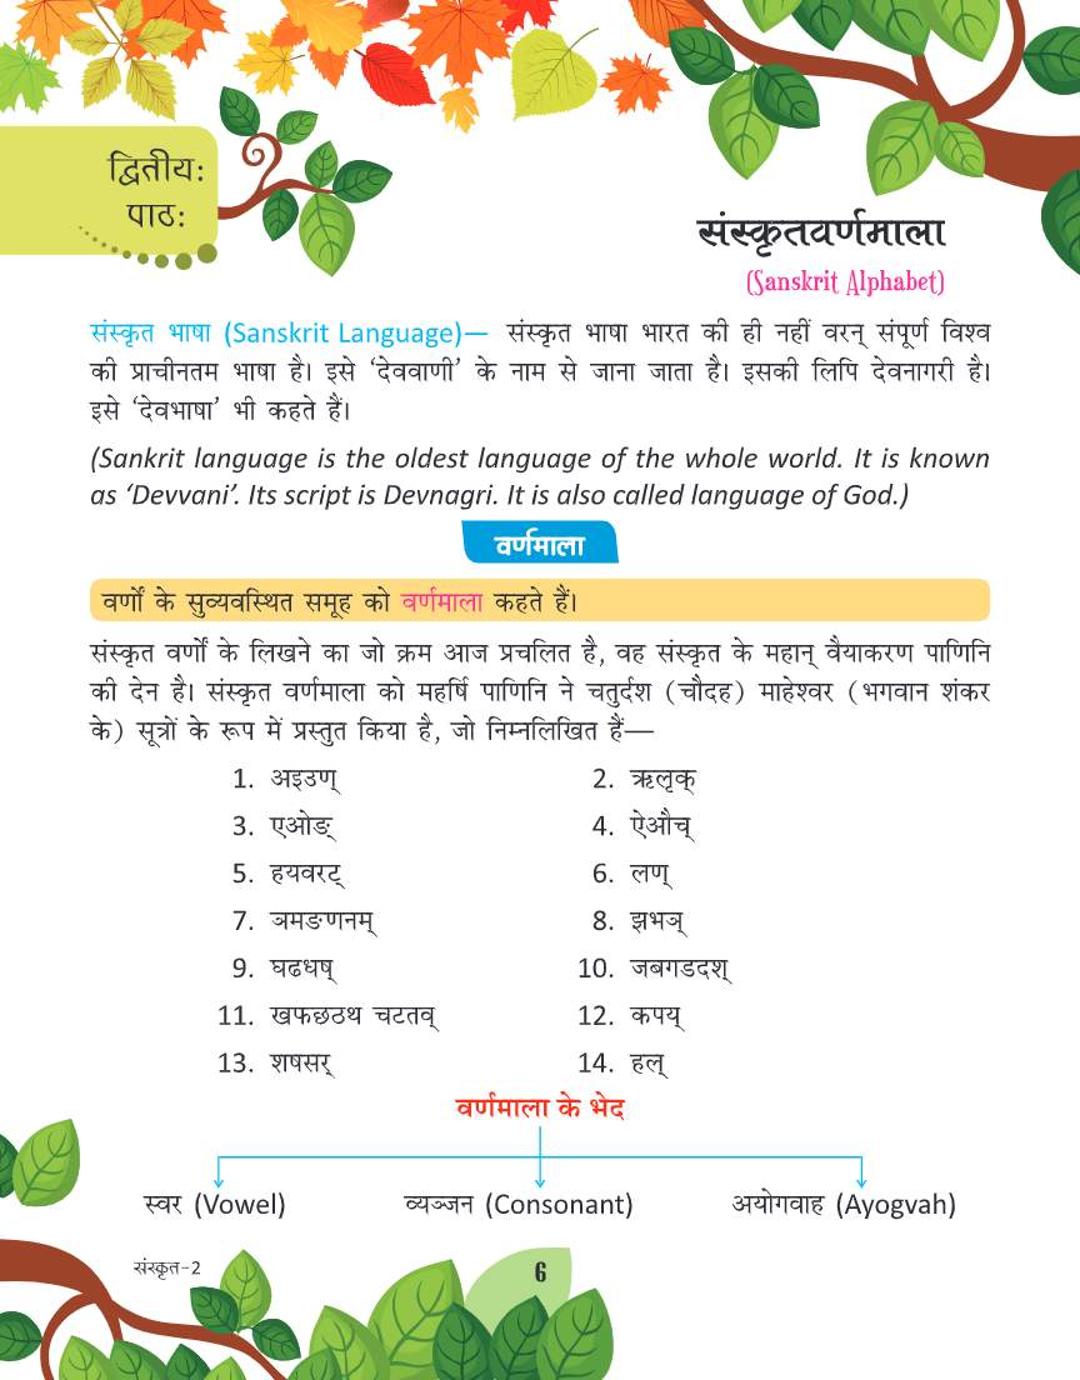 द्वितीयः
पाठः
संस्कृतवर्णमाला
(Sanskrit Alphabet)
संस्कृत भाषा (Sanskrit Language)— संस्कृत भाषा भारत की ही नहीं वरन् संपूर्ण विश्व
की प्राचीनतम भाषा है। इसे ‘देववाणी’ के नाम से जाना जाता है। इसकी लिपि देवनागरी है।
इसे ‘देवभाषा’ भी कहते हैं।
(Sankrit language is the oldest language of the whole world. It is known
as ‘Devvani’. Its script is Devnagri. It is also called language of God.)
वर्णमाला
वर्णों के सुव्यवस्थित समूह को वर्णमाला कहते हैं।
संस्कृत वर्णों के लिखने का जो क्रम आज प्रचलित है, वह संस्कृत के महान् वैयाकरण पाणिनि
की देन है। संस्कृत वर्णमाला को महर्षि पाणिनि ने चतुर्दश (चौदह) माहेश्वर (भगवान शंकर
के) सूत्रों के रूप में प्रस्तुत किया है, जो निम्नलिखित हैं—
1. अइउण् 2. ऋलृक्
3. एओङ् 4. ऐऔच्
5. हयवरट् 6. लण्
7. ञमङणनम् 8. झभञ्
9. घढधष् 10. जबगडदश्
11. खफछठथ चटतव् 12. कपय्
13. शषसर् 14. हल्
वर्णमाला के भेद
स्वर (Vowel) व्यञ्जन (Consonant) अयोगवाह (Ayogvah)
संस्कृत-2 6